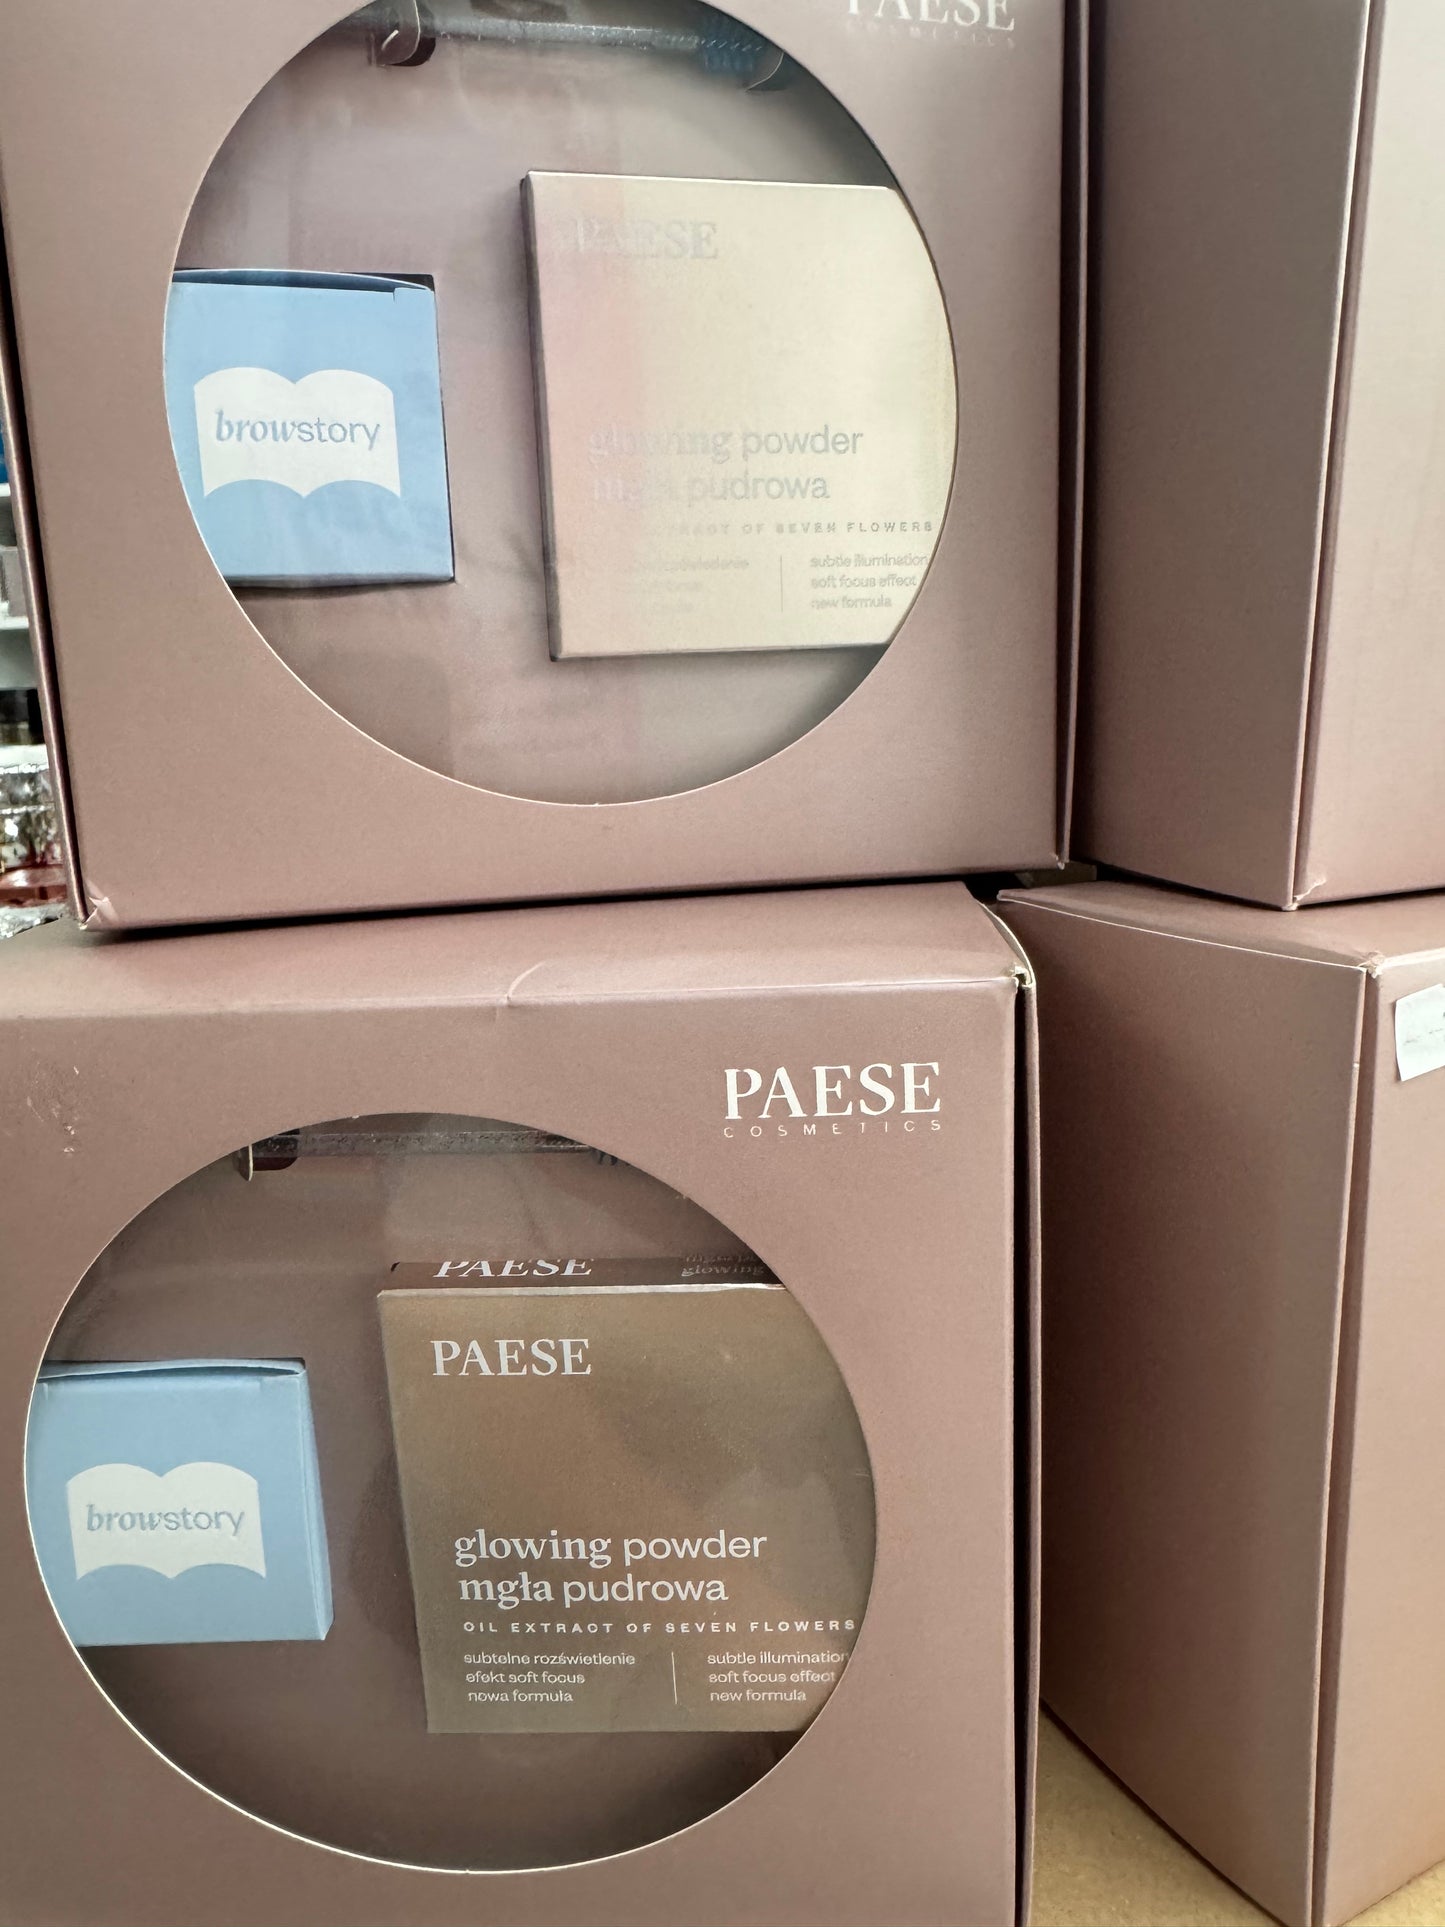 PAESE
COSMETICS
PAESE
browstory
glowing powder
mgła pudrowa
EXTRACT OF SEVEN FLOWERS
subtle illumination
soft focus effect
new formula
PAESE
COSMETICS
PAESE
glowing
PAESE
browstory
glowing powder
mgła pudrowa
OIL EXTRACT OF SEVEN FLOWERS
subtelne rozświetlenie
efekt soft focus
nowa formuła
subtle illumination
soft focus effect
new formula